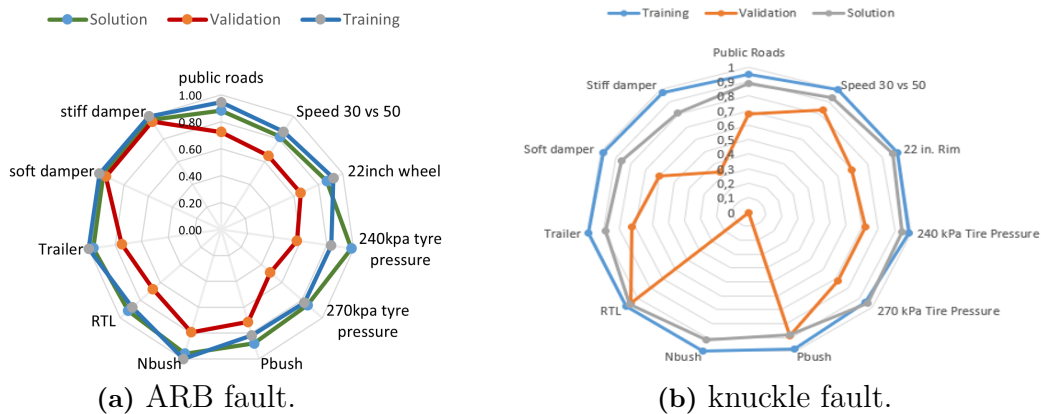 Solution Validation Training
public roads
1.00
0.80
0.60
0.40
0.20
0.00
Speed 30 vs 50
22inch wheel
240kpa tyre
pressure
270kpa tyre
pressure
Pbush
Nbush
RTL
Trailer
soft damper
stiff damper
(a) ARB fault.
Training Validation Solution
Public Roads
1
0,9
0,8
0,7
0,6
0,5
0,4
0,3
0,2
0,1
0
Speed 30 vs 50
22 in. Rim
240 kPa Tire Pressure
270 kPa Tire Pressure
Pbush
Nbush
RTL
Trailer
Soft damper
Stiff damper
(b) knuckle fault.